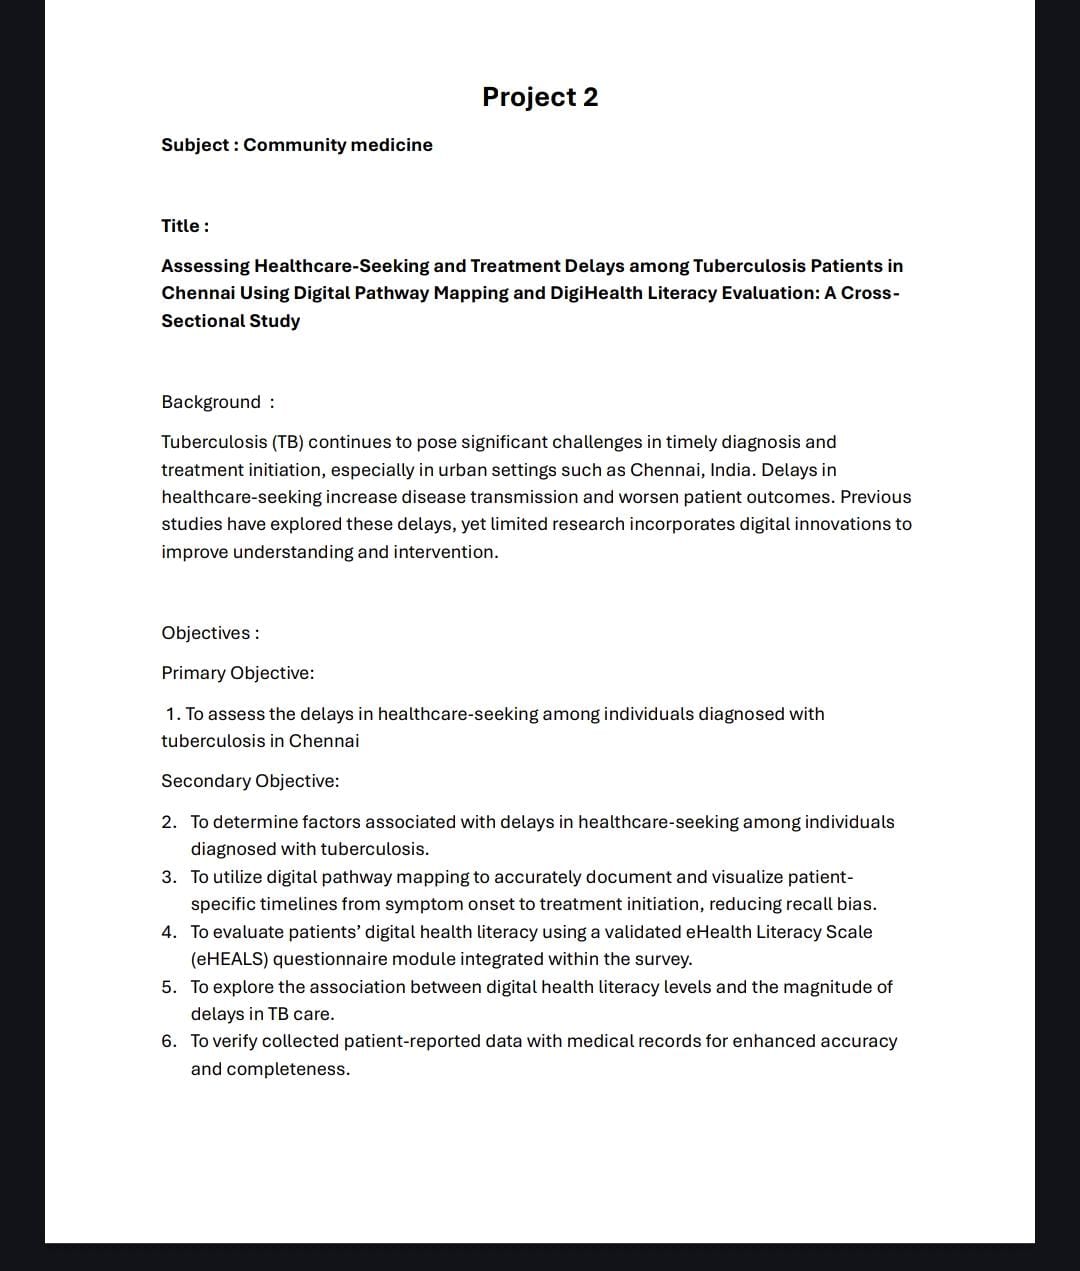 Project 2
Subject : Community medicine
Title :
Assessing Healthcare-Seeking and Treatment Delays among Tuberculosis Patients in
Chennai Using Digital Pathway Mapping and DigiHealth Literacy Evaluation: A Cross-
Sectional Study
Background :
Tuberculosis (TB) continues to pose significant challenges in timely diagnosis and
treatment initiation, especially in urban settings such as Chennai, India. Delays in
healthcare-seeking increase disease transmission and worsen patient outcomes. Previous
studies have explored these delays, yet limited research incorporates digital innovations to
improve understanding and intervention.
Objectives :
Primary Objective:
1. To assess the delays in healthcare-seeking among individuals diagnosed with
tuberculosis in Chennai
Secondary Objective:
2. To determine factors associated with delays in healthcare-seeking among individuals
diagnosed with tuberculosis.
3. To utilize digital pathway mapping to accurately document and visualize patient-
specific timelines from symptom onset to treatment initiation, reducing recall bias.
4. To evaluate patients’ digital health literacy using a validated eHealth Literacy Scale
(eHEALS) questionnaire module integrated within the survey.
5. To explore the association between digital health literacy levels and the magnitude of
delays in TB care.
6. To verify collected patient-reported data with medical records for enhanced accuracy
and completeness.